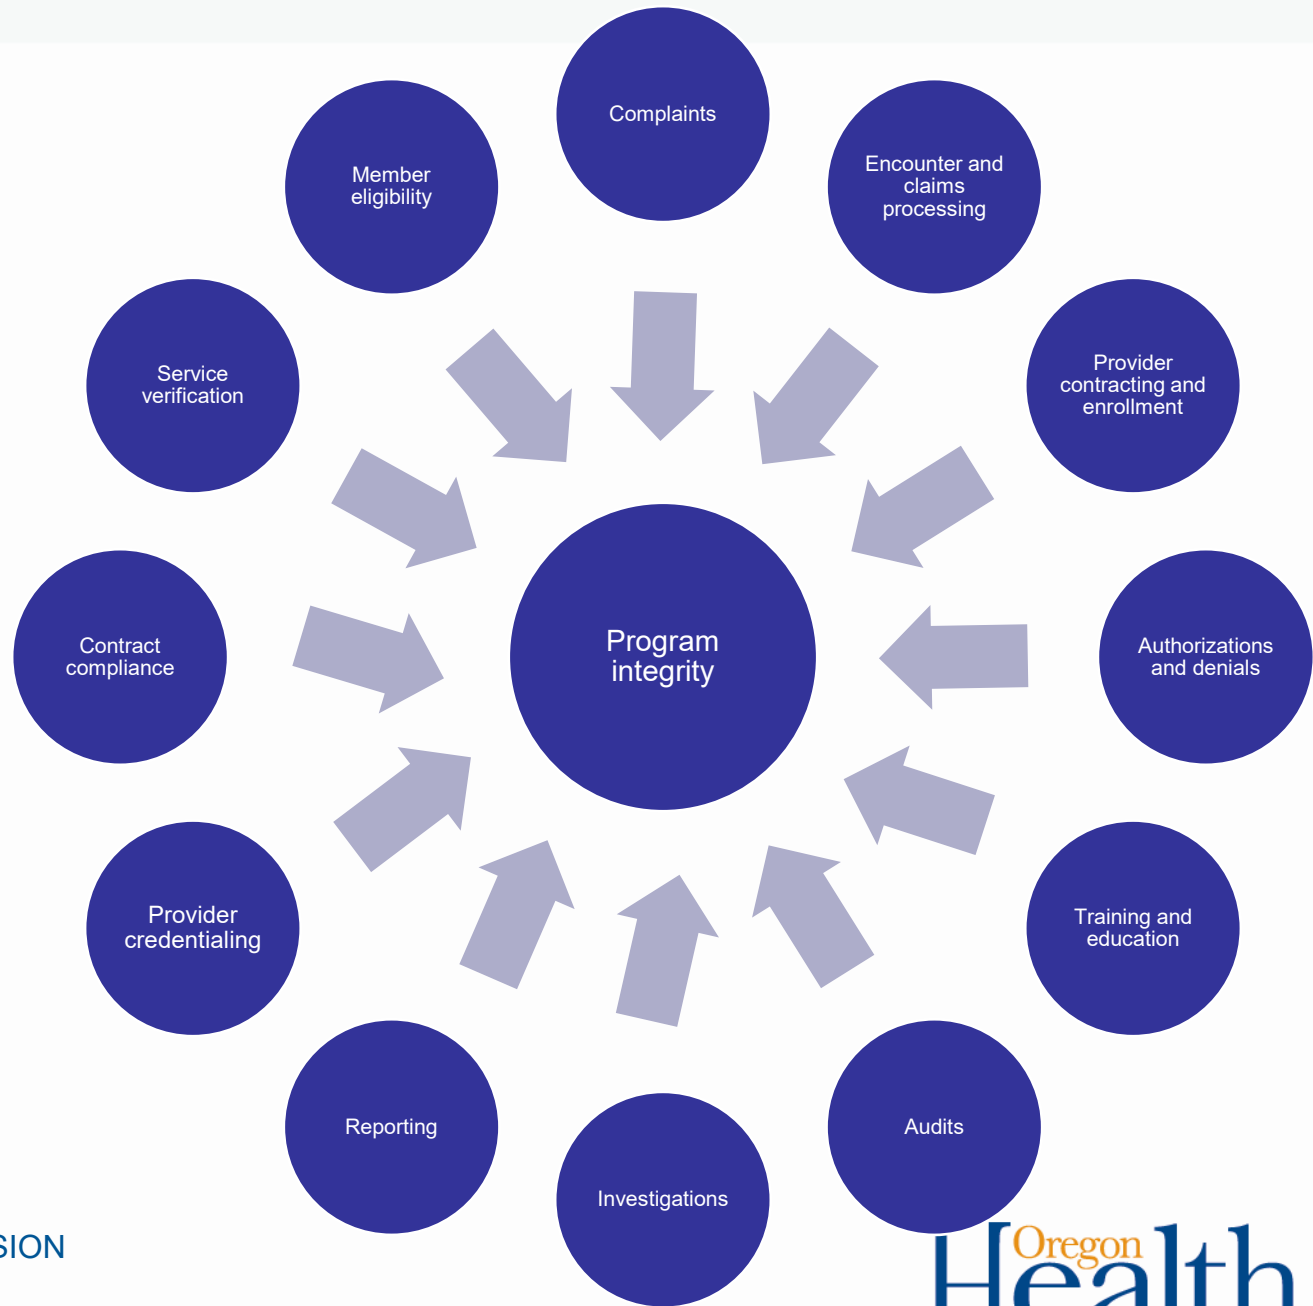 Complaints
Encounter and
claims
processing
Provider
contracting and
enrollment
Authorizations
and denials
Training and
education
Audits
Investigations
Reporting
Provider
credentialing
Contract
compliance
Service
verification
Member
eligibility
Program
integrity
SION
Oregon
Health